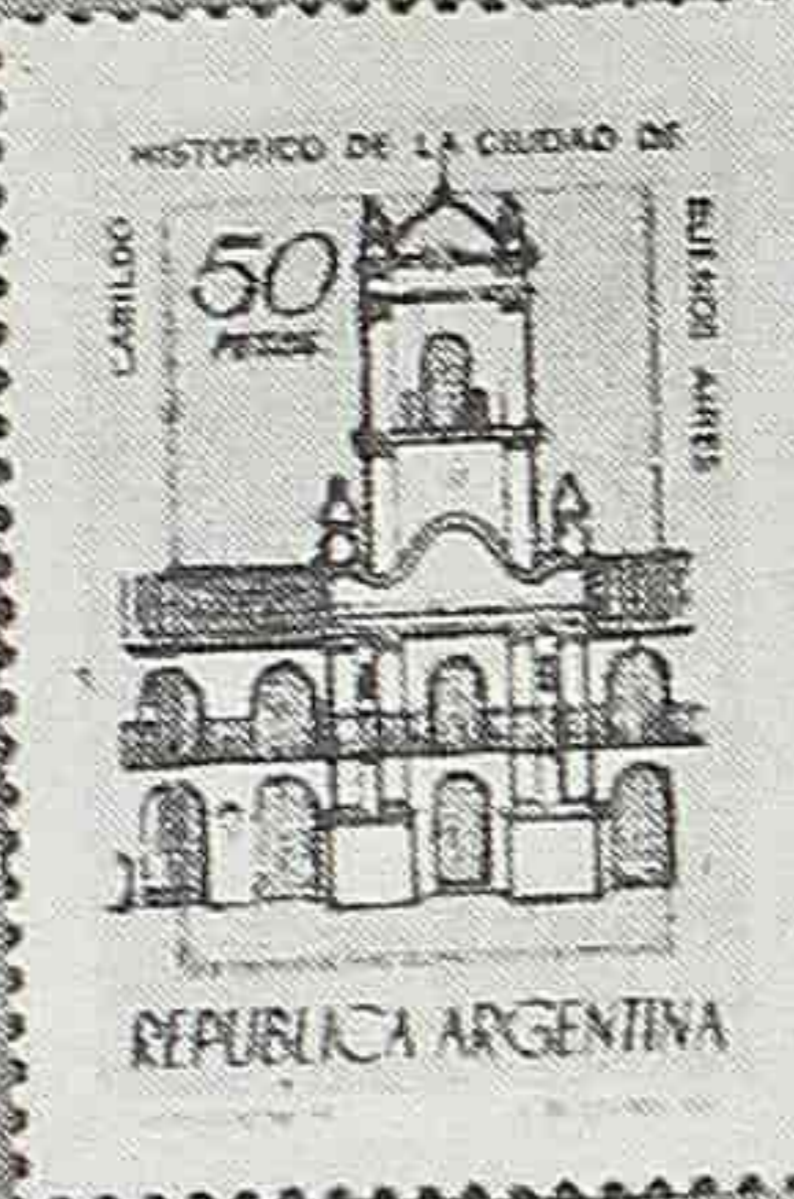 CABILDO
HISTORICO DE LA CIUDAD DE
BUENOS AIRES
50
PESOS
REPUBLICA ARGENTINA